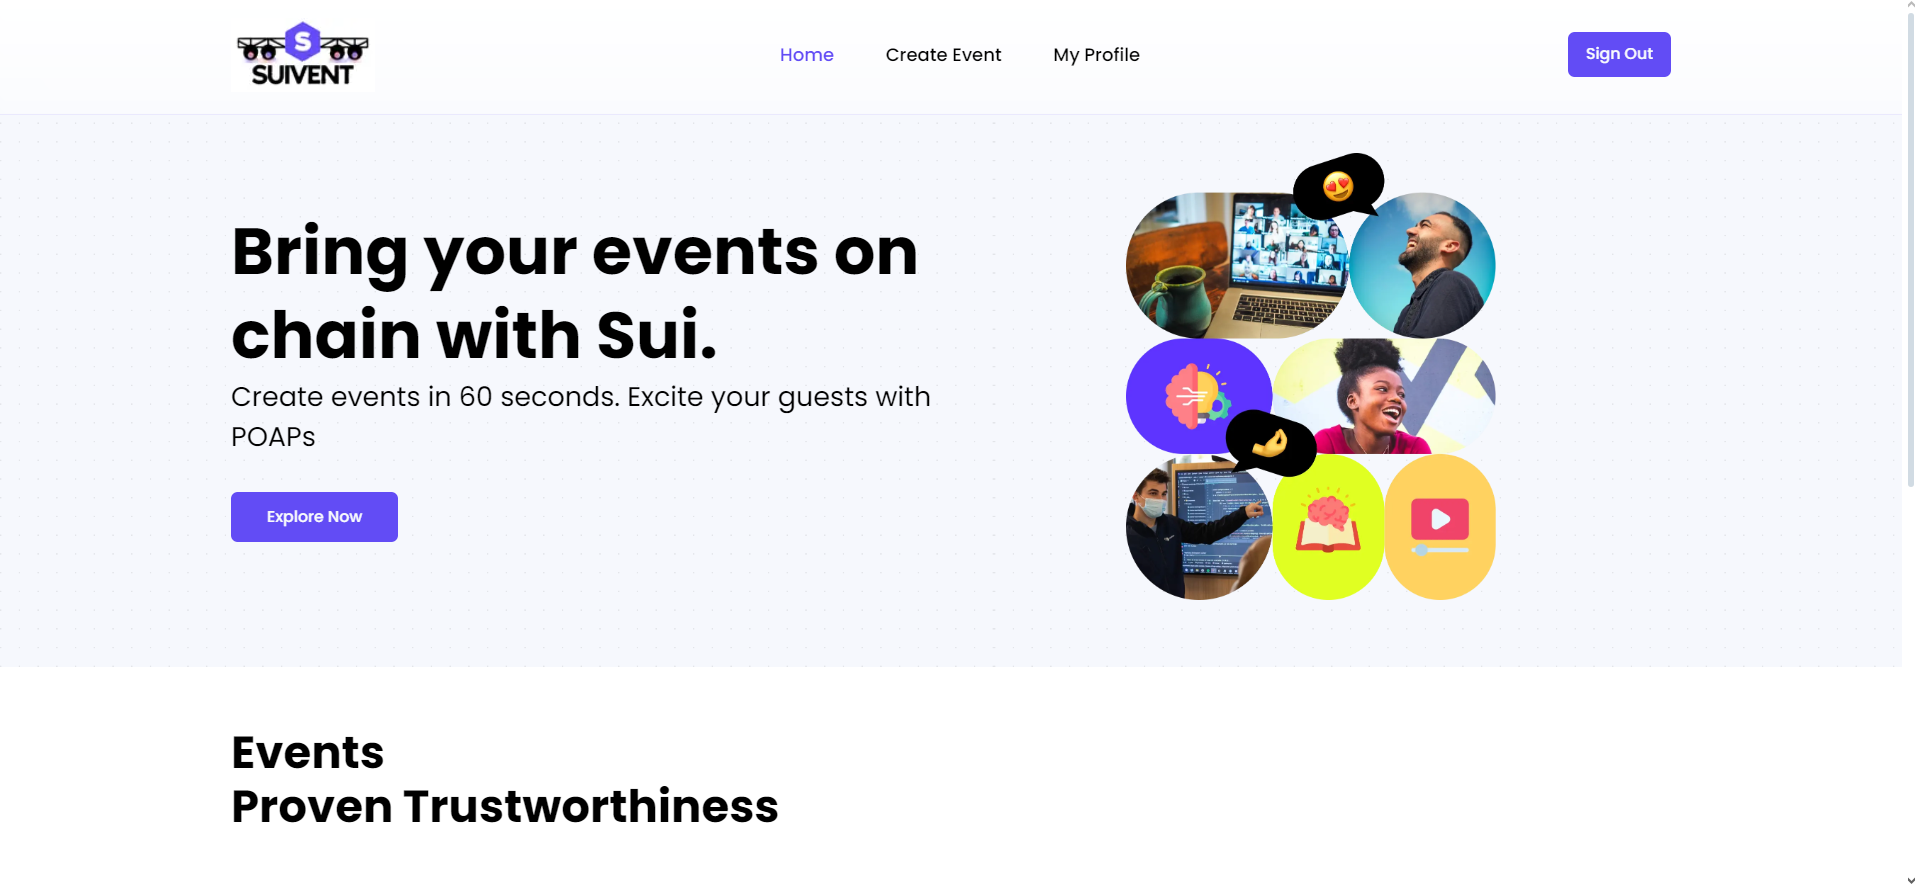 S
SUIVENT
Home
Create Event
My Profile
Sign Out
Bring your events on
chain with Sui.
Create events in 60 seconds. Excite your guests with
POAPs
Explore Now
Events
Proven Trustworthiness